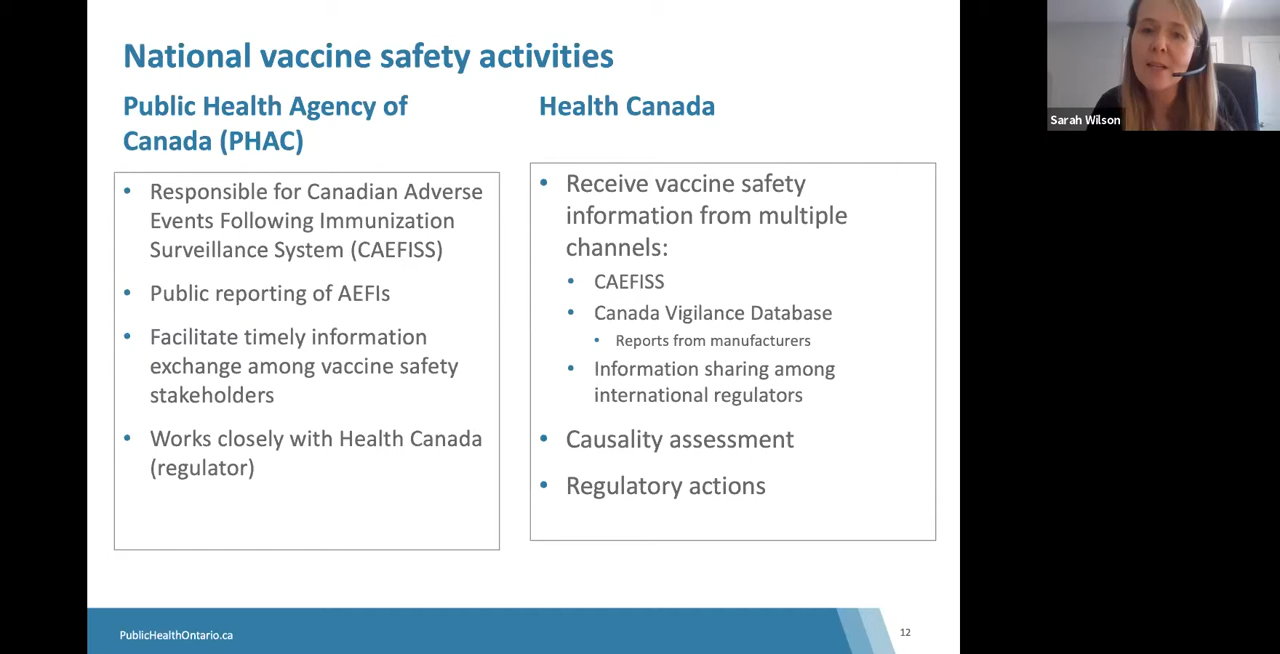 National vaccine safety activities
Public Health Agency of
Canada (PHAC)
• Responsible for Canadian Adverse
Events Following Immunization
Surveillance System (CAEFISS)
• Public reporting of AEFIs
• Facilitate timely information
exchange among vaccine safety
stakeholders
• Works closely with Health Canada
(regulator)
Health Canada
• Receive vaccine safety
information from multiple
channels:
• CAEFISS
• Canada Vigilance Database
• Reports from manufacturers
• Information sharing among
international regulators
• Causality assessment
• Regulatory actions
PublicHealthOntario.ca
12
Sarah Wilson